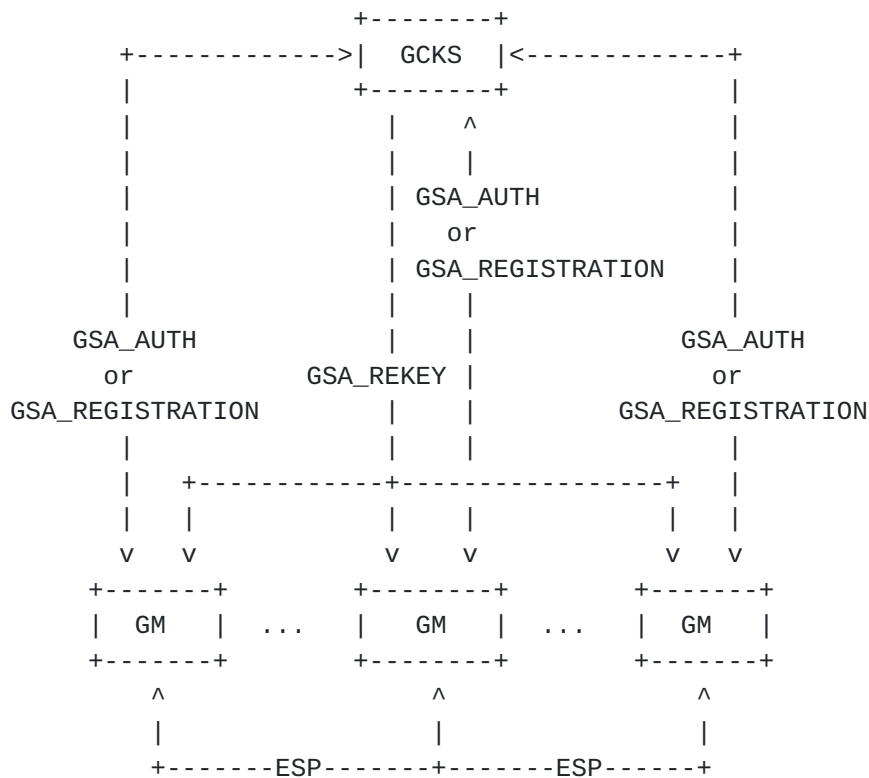 GCKS
GSA_AUTH
or
GSA_REGISTRATION
GSA_AUTH GSA_AUTH
or GSA_REKEY or
GSA_REGISTRATION GSA_REGISTRATION
GM ... GM ... GM
ESP ESP